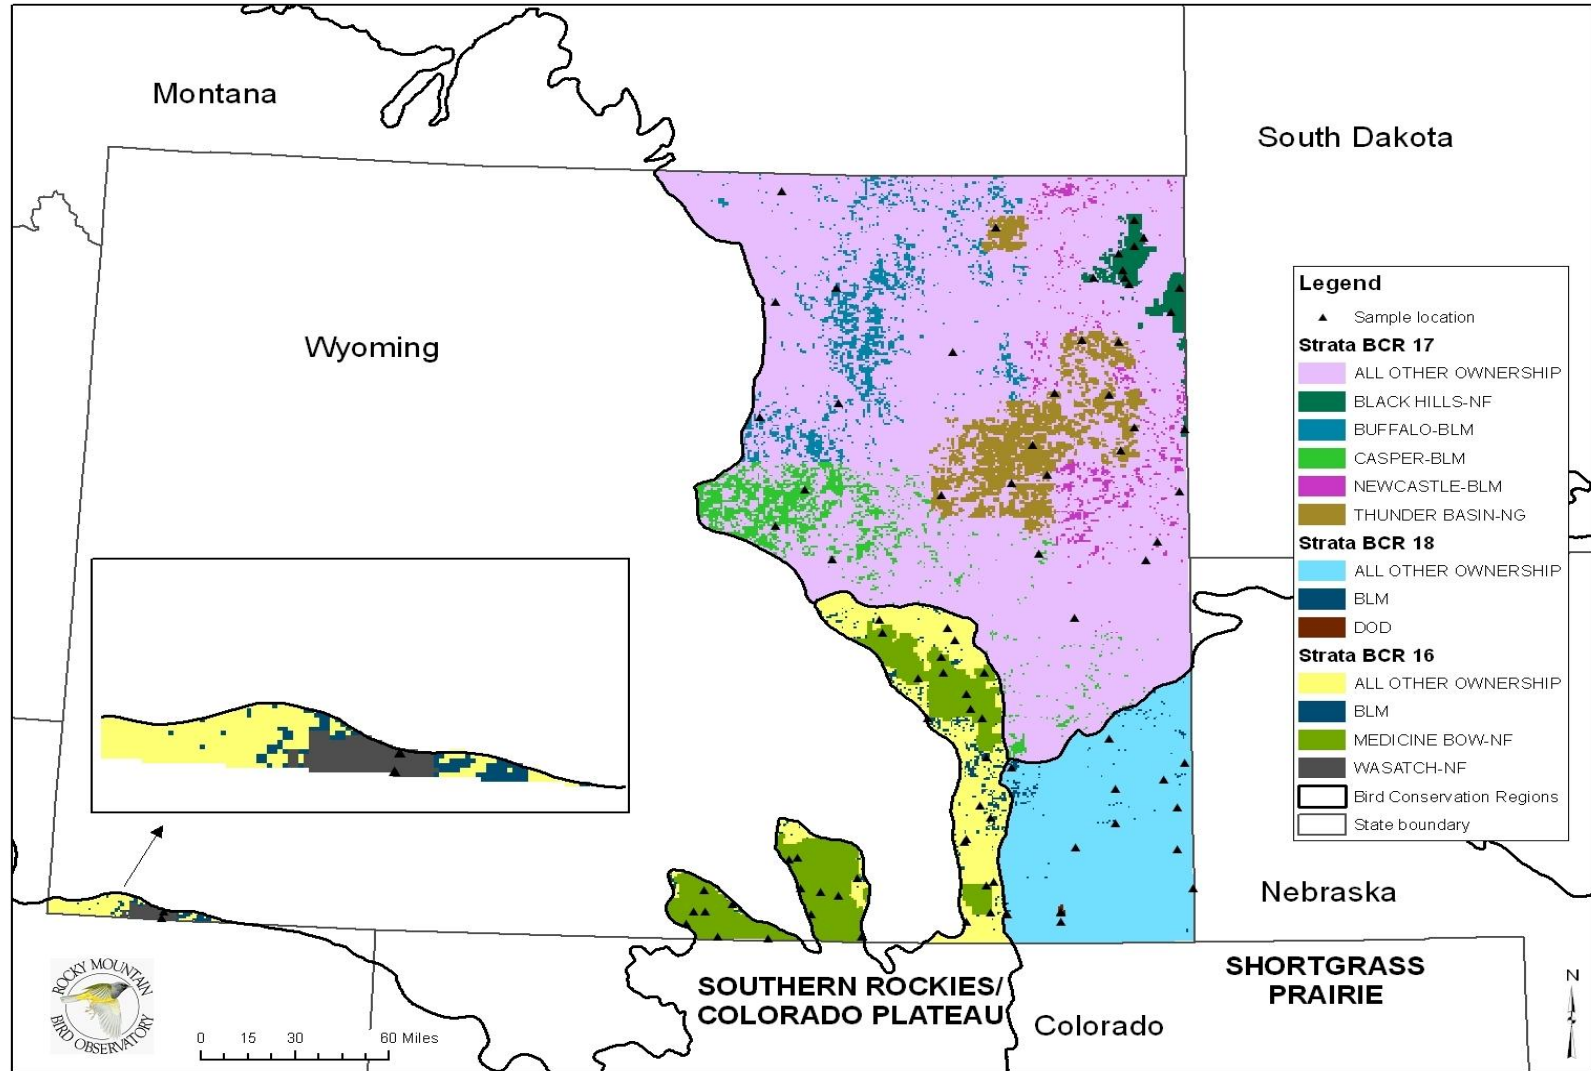 Montana
South Dakota
Wyoming
Legend
Sample location
Strata BCR 17
ALL OTHER OWNERSHIP
BLACK HILLS-NF
BUFFALO-BLM
CASPER-BLM
NEWCASTLE-BLM
THUNDER BASIN-NG
Strata BCR 18
ALL OTHER OWNERSHIP
BLM
DOD
Strata BCR 16
ALL OTHER OWNERSHIP
BLM
MEDICINE BOW-NF
WASATCH-NF
Bird Conservation Regions
State boundary
Nebraska
SOUTHERN ROCKIES/
COLORADO PLATEAU
SHORTGRASS
PRAIRIE
Colorado
ROCKY MOUNTAIN
BIRD OBSERVATORY
0 15 30 60 Miles
N